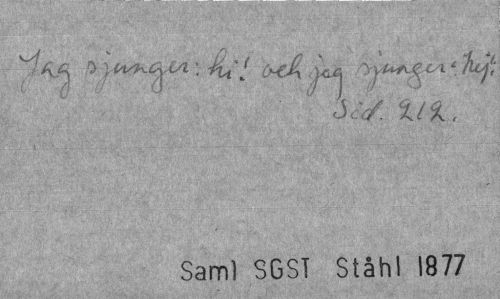 Jag sjunger: hi! och jag sjunger: hej!
Sid. 212.
Saml SGST Ståhl 1877